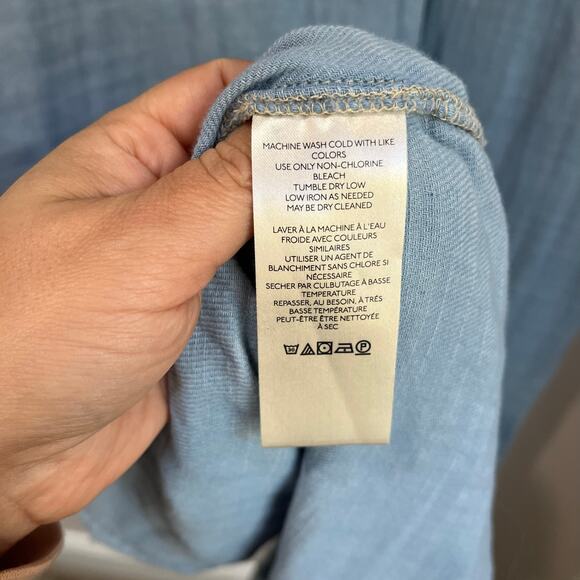 MACHINE WASH COLD WITH LIKE
COLORS
USE ONLY NON-CHLORINE
BLEACH
TUMBLE DRY LOW
LOW IRON AS NEEDED
MAY BE DRY CLEANED
LAVER À LA MACHINE À L'EAU
FROIDE AVEC COULEURS
SIMILAIRES
UTILISER UN AGENT DE
BLANCHIMENT SANS CHLORE SI
NÉCESSAIRE
SECHER PAR CULBUTAGE À BASSE
TEMPERATURE
REPASSER, AU BESOIN, À TRÉS
BASSE TEMPÉRATURE
PEUT-ÊTRE ÊTRE NETTOYÉE
À SEC
30 P